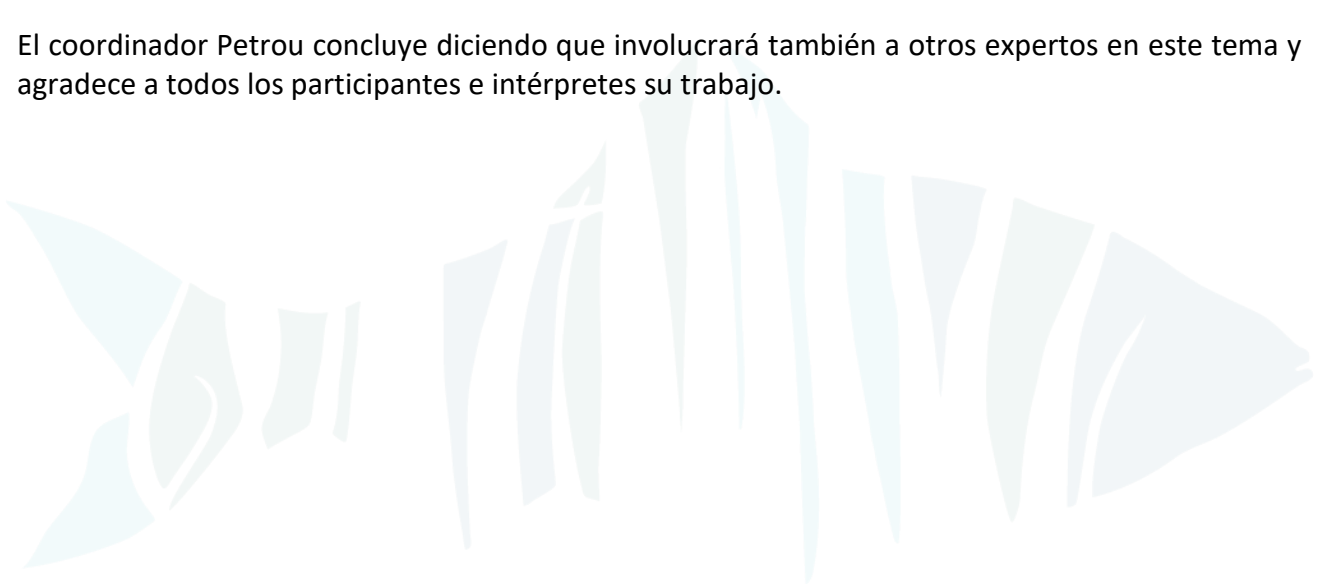 El coordinador Petrou concluye diciendo que involucrará también a otros expertos en este tema y
agradece a todos los participantes e intérpretes su trabajo.